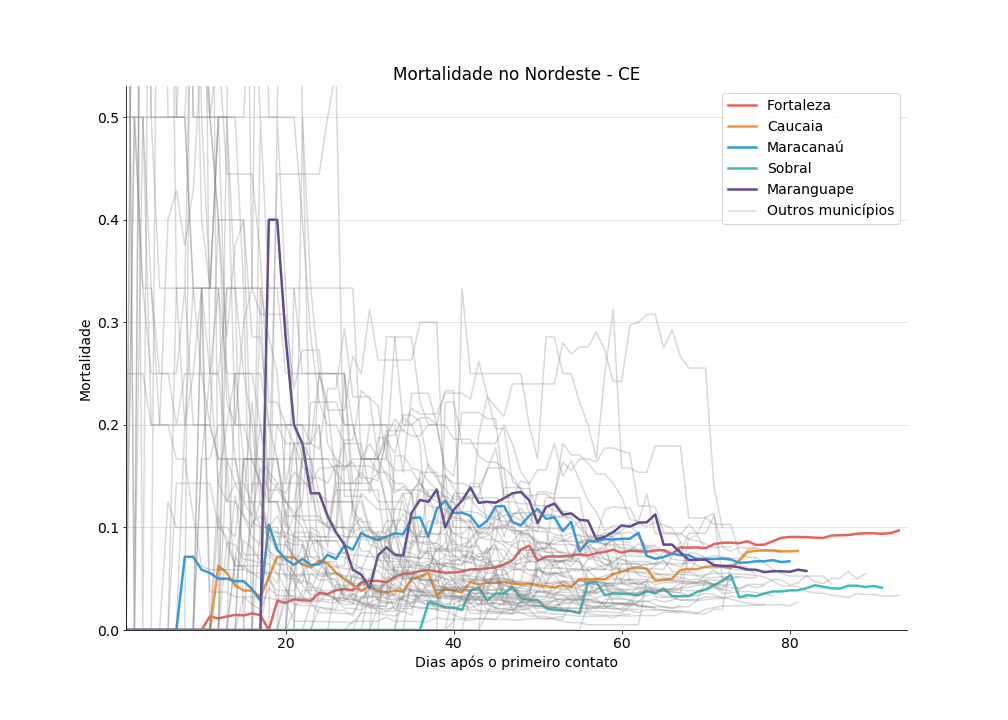 Mortalidade no Nordeste - CE
Fortaleza
Caucaia
Maracanaú
Sobral
Maranguape
Outros municípios
Mortalidade
0.5
0.4
0.3
0.2
0.1
0.0
20
40
60
80
Dias após o primeiro contato